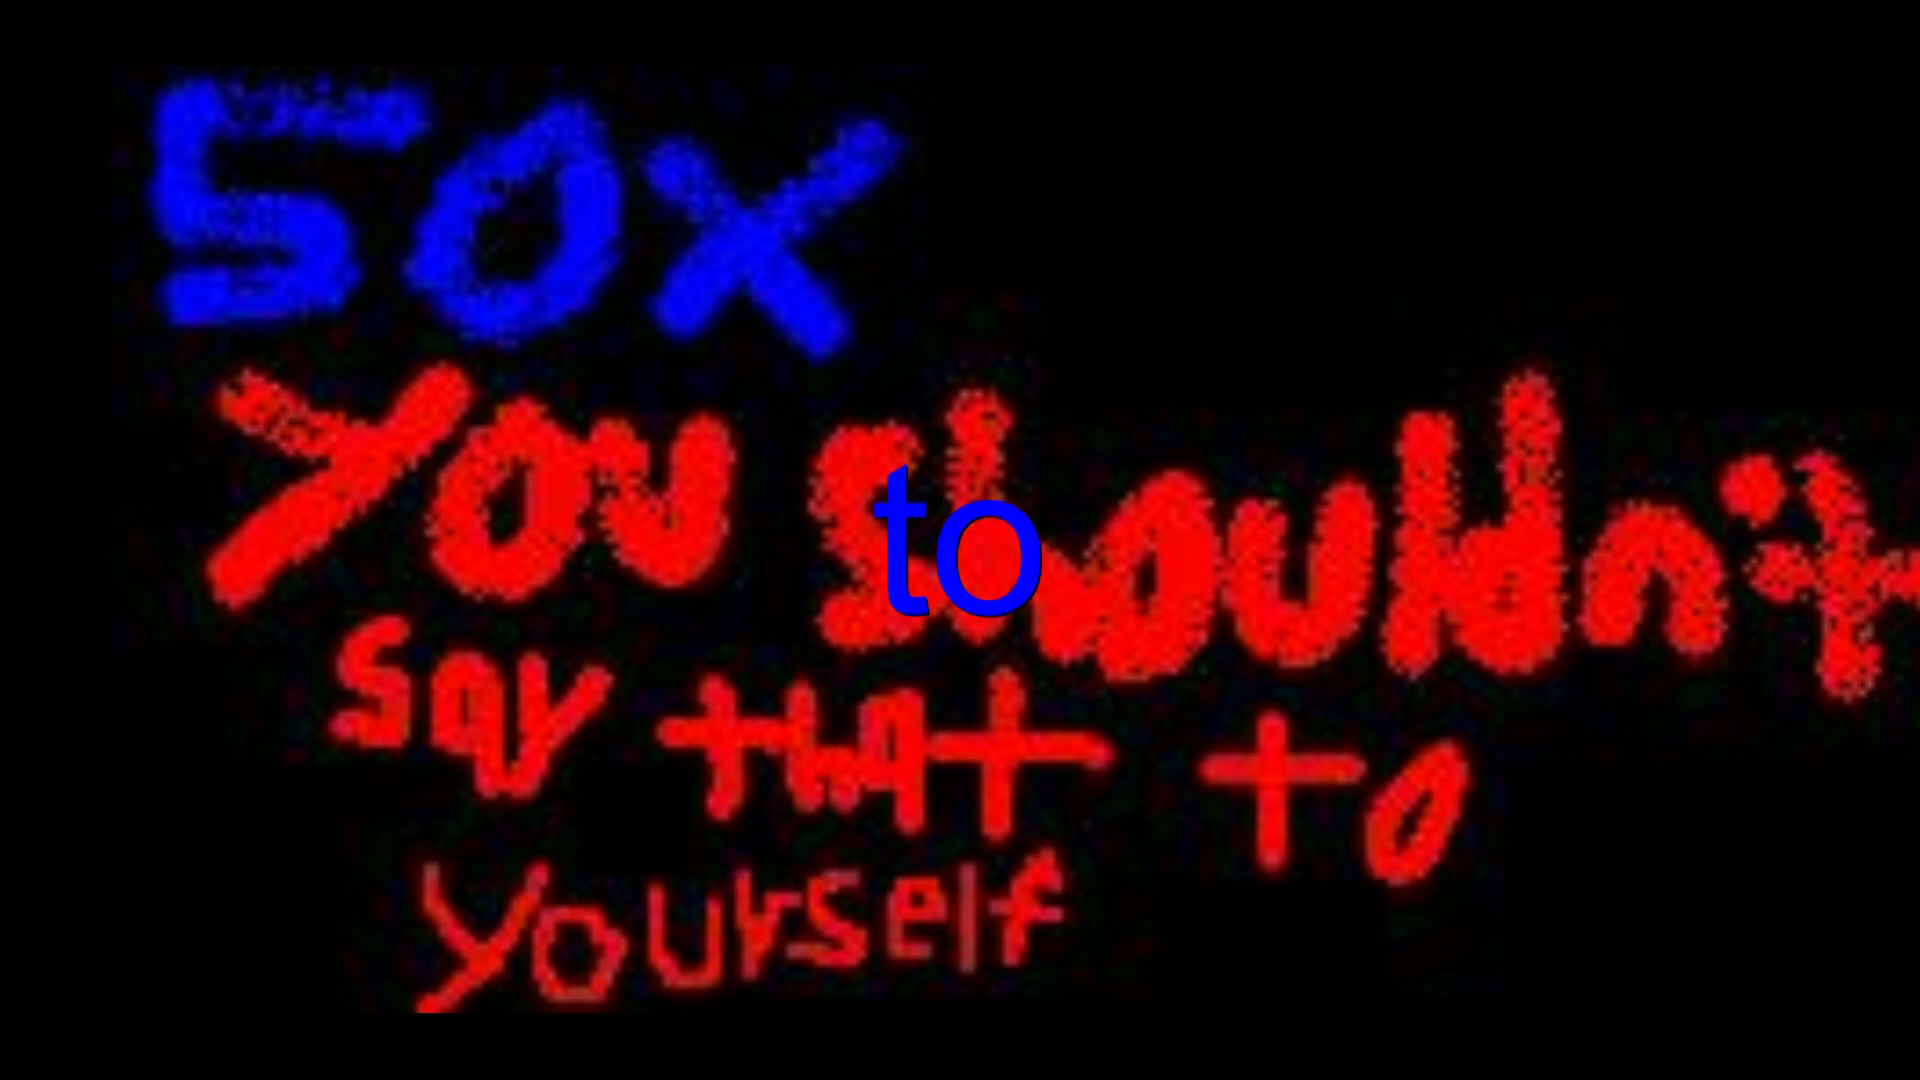 50X
You shouldn't
to
say that to
yourself